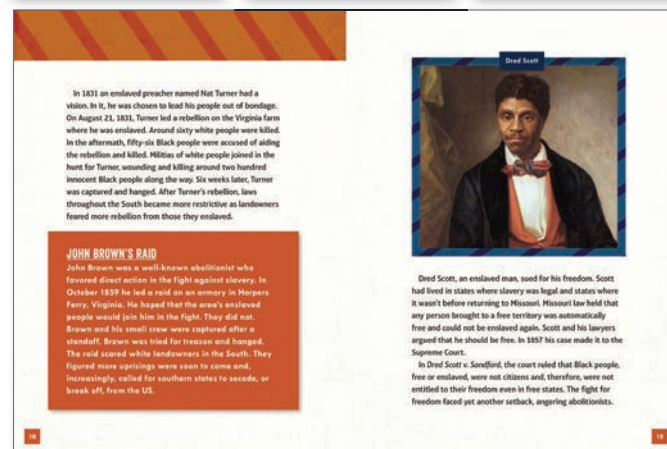 In 1831 an enslaved preacher named Nat Turner had a
vision. In it, he was chosen to lead his people out of bondage.
On August 21, 1831, Turner led a rebellion on the Virginia farm
where he was enslaved. Around sixty white people were killed.
In the aftermath, fifty-six Black people were accused of aiding
the rebellion and killed. Militias of white people joined in the
hunt for Turner, wounding and killing around two hundred
innocent Black people along the way. Six weeks later, Turner
was captured and hanged. After Turner's rebellion, laws
throughout the South became more restrictive as landowners
feared more rebellion from those they enslaved.
JOHN BROWN'S RAID
John Brown was a well-known abolitionist who
favored direct action in the fight against slavery. In
October 1859 he led a raid on an armory in Harpers
Ferry, Virginia. He hoped that the area's enslaved
people would join him in the fight. They did not.
Brown and his small crew were captured after a
standoff. Brown was tried for treason and hanged.
The raid scared white landowners in the South. They
figured more uprisings were soon to come and,
increasingly, called for southern states to secede, or
break off, from the US.
18
Dred Scott
Dred Scott, an enslaved man, sued for his freedom. Scott
had lived in states where slavery was legal and states where
it wasn't before returning to Missouri. Missouri law held that
any person brought to a free territory was automatically
free and could not be enslaved again. Scott and his lawyers
argued that he should be free. In 1857 his case made it to the
Supreme Court.
In Dred Scott v. Sandford, the court ruled that Black people,
free or enslaved, were not citizens and, therefore, were not
entitled to their freedom even in free states. The fight for
freedom faced yet another setback, angering abolitionists.
19